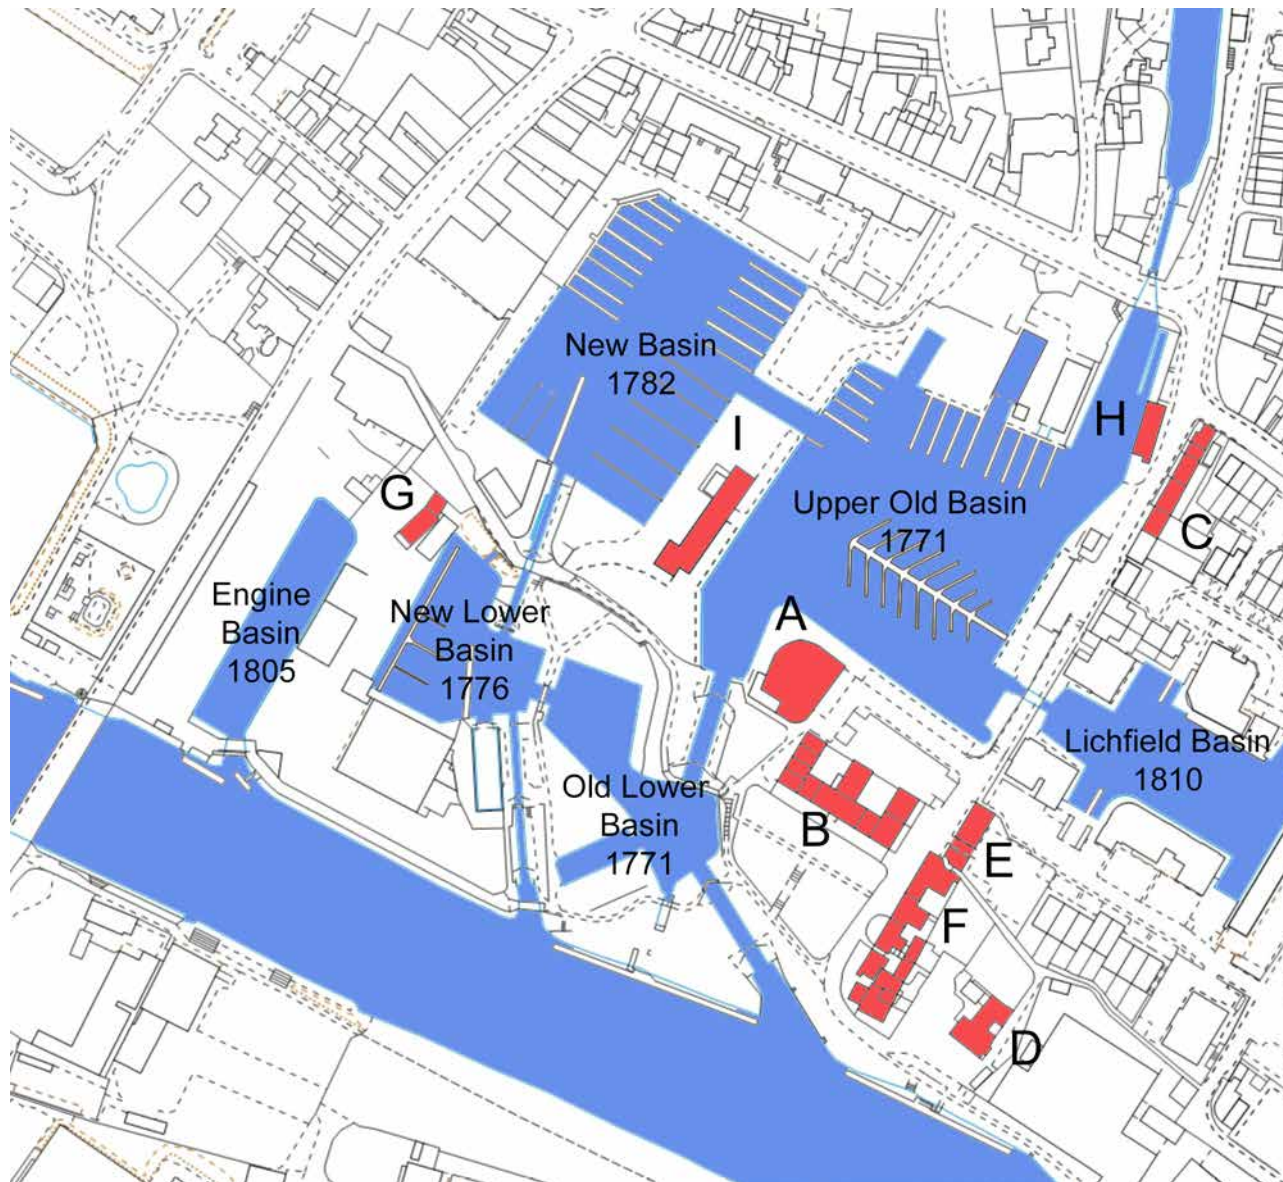 New Basin
1782
I
H
Upper Old Basin
1771
C
G
Engine
Basin
1805
New Lower
Basin
1776
A
Lichfield Basin
1810
Old Lower
Basin
1771
B
E
F
D